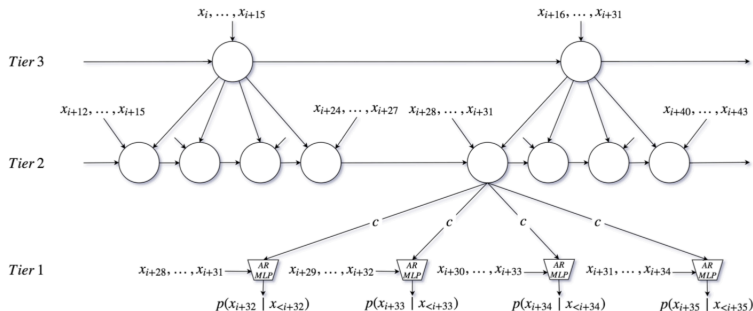 x_i, ..., x_{i+15} x_{i+16}, ..., x_{i+31}
Tier 3
x_{i+12}, ..., x_{i+15} x_{i+24}, ..., x_{i+27} x_{i+28}, ..., x_{i+31} x_{i+40}, ..., x_{i+43}
Tier 2
c c c c
Tier 1 x_{i+28}, ..., x_{i+31} AR MLP x_{i+29}, ..., x_{i+32} AR MLP x_{i+30}, ..., x_{i+33} AR MLP x_{i+31}, ..., x_{i+34} AR MLP
p(x_{i+32} | x_{<i+32}) p(x_{i+33} | x_{<i+33}) p(x_{i+34} | x_{<i+34}) p(x_{i+35} | x_{<i+35})